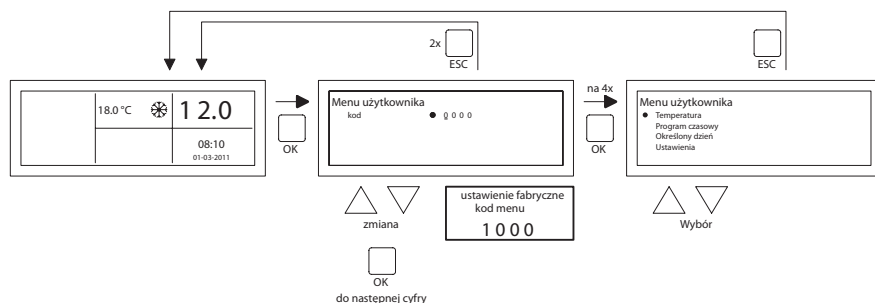 2x
ESC
ESC
18.0 °C
12.0
08:10
01-03-2011
OK
Menu użytkownika
kod 0 0 0 0
zmiana
OK
do następnej cyfry
ustawienie fabryczne
kod menu
1 0 0 0
na 4x
OK
Menu użytkownika
Temperatura
Program czasowy
Określony dzień
Ustawienia
Wybór